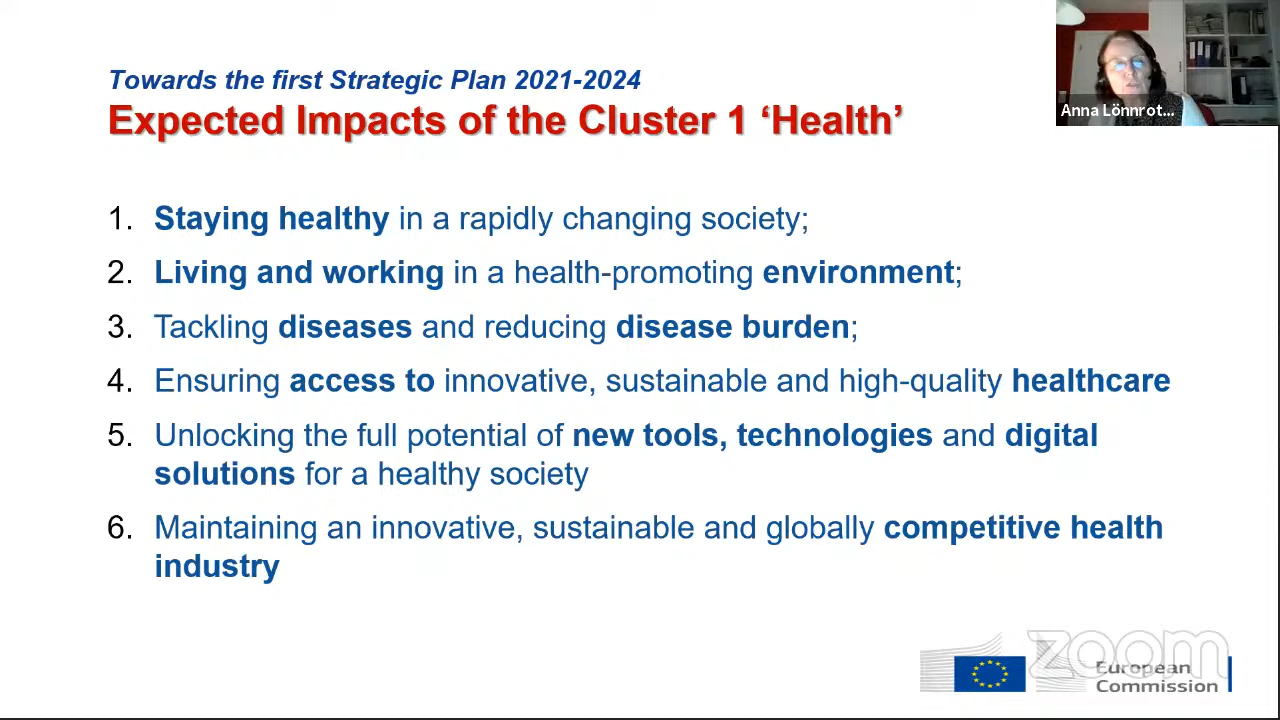 Towards the first Strategic Plan 2021-2024
Expected Impacts of the Cluster 1 ‘Health’
Anna Lönnrot...
1. Staying healthy in a rapidly changing society;
2. Living and working in a health-promoting environment;
3. Tackling diseases and reducing disease burden;
4. Ensuring access to innovative, sustainable and high-quality healthcare
5. Unlocking the full potential of new tools, technologies and digital
solutions for a healthy society
6. Maintaining an innovative, sustainable and globally competitive health
industry
zoom
European
Commission